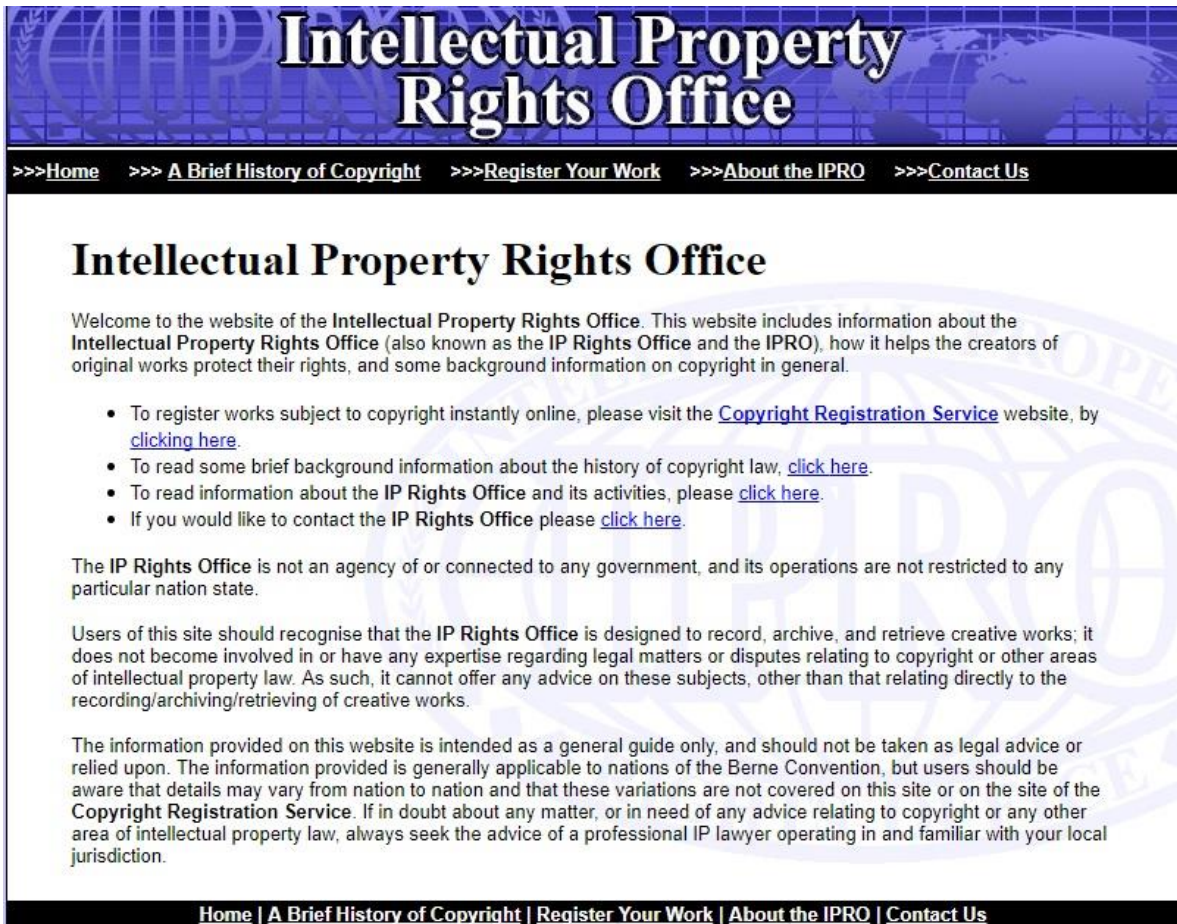 Intellectual Property
Rights Office
>>>Home >>> A Brief History of Copyright >>>Register Your Work >>>About the IPRO >>>Contact Us
Intellectual Property Rights Office
Welcome to the website of the Intellectual Property Rights Office. This website includes information about the
Intellectual Property Rights Office (also known as the IP Rights Office and the IPRO), how it helps the creators of
original works protect their rights, and some background information on copyright in general.
• To register works subject to copyright instantly online, please visit the Copyright Registration Service website, by
clicking here.
• To read some brief background information about the history of copyright law, click here.
• To read information about the IP Rights Office and its activities, please click here.
• If you would like to contact the IP Rights Office please click here.
The IP Rights Office is not an agency of or connected to any government, and its operations are not restricted to any
particular nation state.
Users of this site should recognise that the IP Rights Office is designed to record, archive, and retrieve creative works; it
does not become involved in or have any expertise regarding legal matters or disputes relating to copyright or other areas
of intellectual property law. As such, it cannot offer any advice on these subjects, other than that relating directly to the
recording/archiving/retrieving of creative works.
The information provided on this website is intended as a general guide only, and should not be taken as legal advice or
relied upon. The information provided is generally applicable to nations of the Berne Convention, but users should be
aware that details may vary from nation to nation and that these variations are not covered on this site or on the site of the
Copyright Registration Service. If in doubt about any matter, or in need of any advice relating to copyright or any other
area of intellectual property law, always seek the advice of a professional IP lawyer operating in and familiar with your local
jurisdiction.
Home | A Brief History of Copyright | Register Your Work | About the IPRO | Contact Us